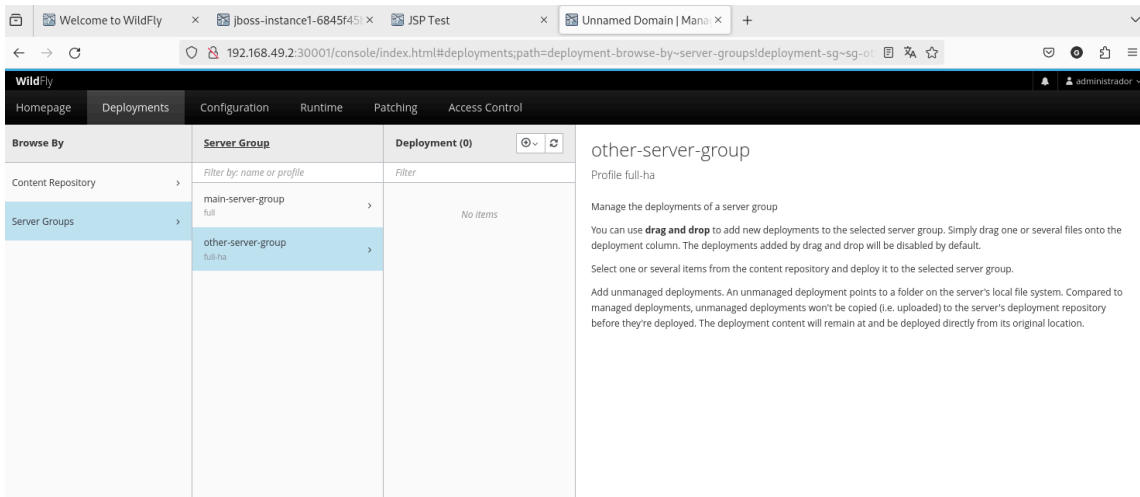 Welcome to WildFly
jboss-instance1-6845f45
JSP Test
Unnamed Domain | Mana
192.168.49.2:30001/console/index.html#deployments;path=deployment-browse-by~server-groups!deployment-sg~sg-ot
WildFly
administrador
Homepage Deployments Configuration Runtime Patching Access Control
Browse By
Content Repository
Server Groups
Server Group
Filter by: name or profile
main-server-group
full
other-server-group
full-ha
Deployment (0)
Filter
No items
other-server-group
Profile full-ha
Manage the deployments of a server group
You can use drag and drop to add new deployments to the selected server group. Simply drag one or several files onto the
deployment column. The deployments added by drag and drop will be disabled by default.
Select one or several items from the content repository and deploy it to the selected server group.
Add unmanaged deployments. An unmanaged deployment points to a folder on the server's local file system. Compared to
managed deployments, unmanaged deployments won't be copied (i.e. uploaded) to the server's deployment repository
before they're deployed. The deployment content will remain at and be deployed directly from its original location.